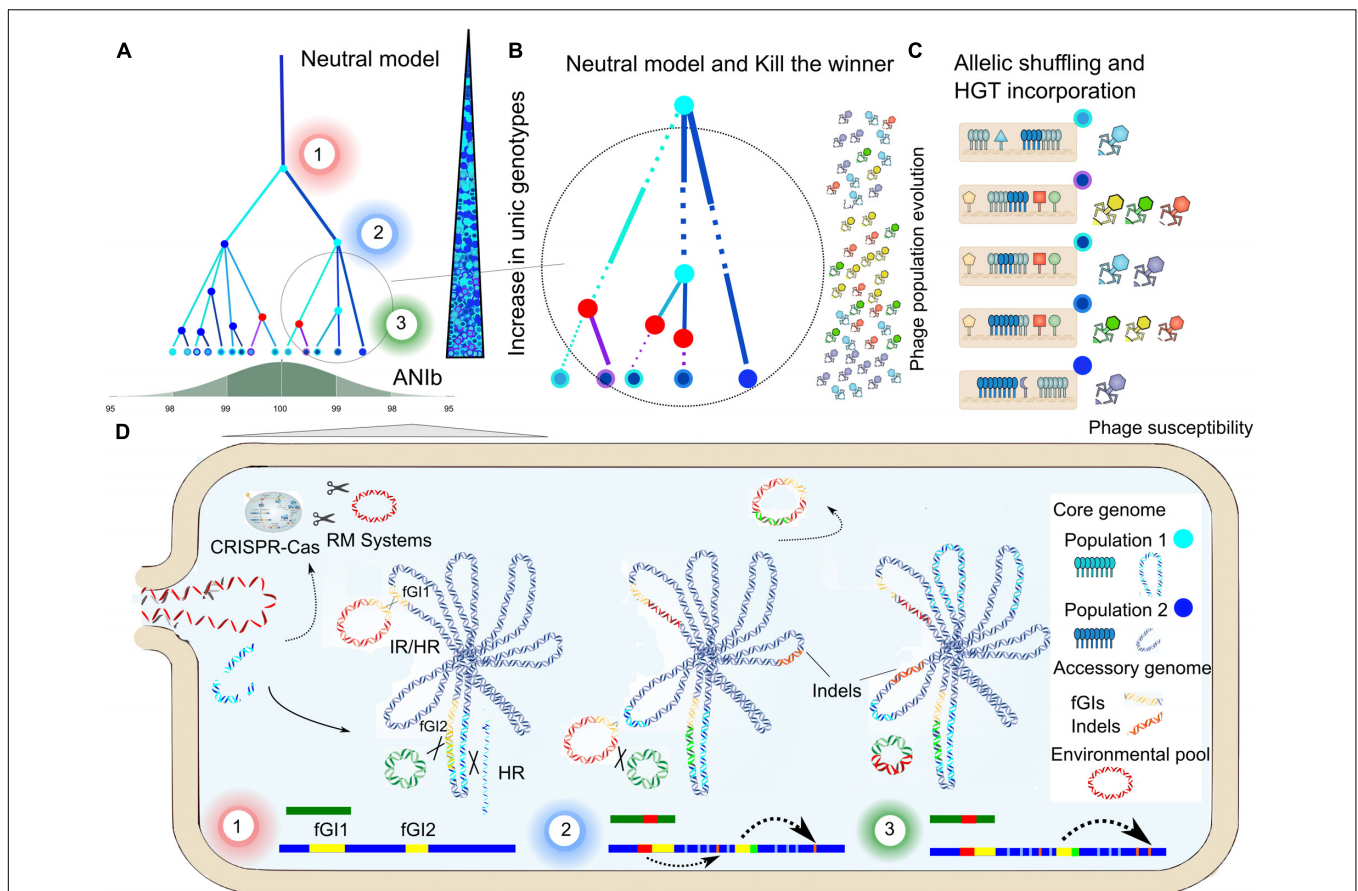 A
Neutral model
1
2
3
ANIb
95
98
99
100
99
98
95
Increase in unic genotypes
B
Neutral model and Kill the winner
Phage population evolution
C
Allelic shuffling and
HGT incorporation
Phage susceptibility
D
CRISPR-Cas
RM Systems
fGI1
IR/HR
fGI2
HR
Indels
Core genome
Population 1
Population 2
Accessory genome
fGIs
Indels
Environmental pool
1
fGI1
fGI2
2
3